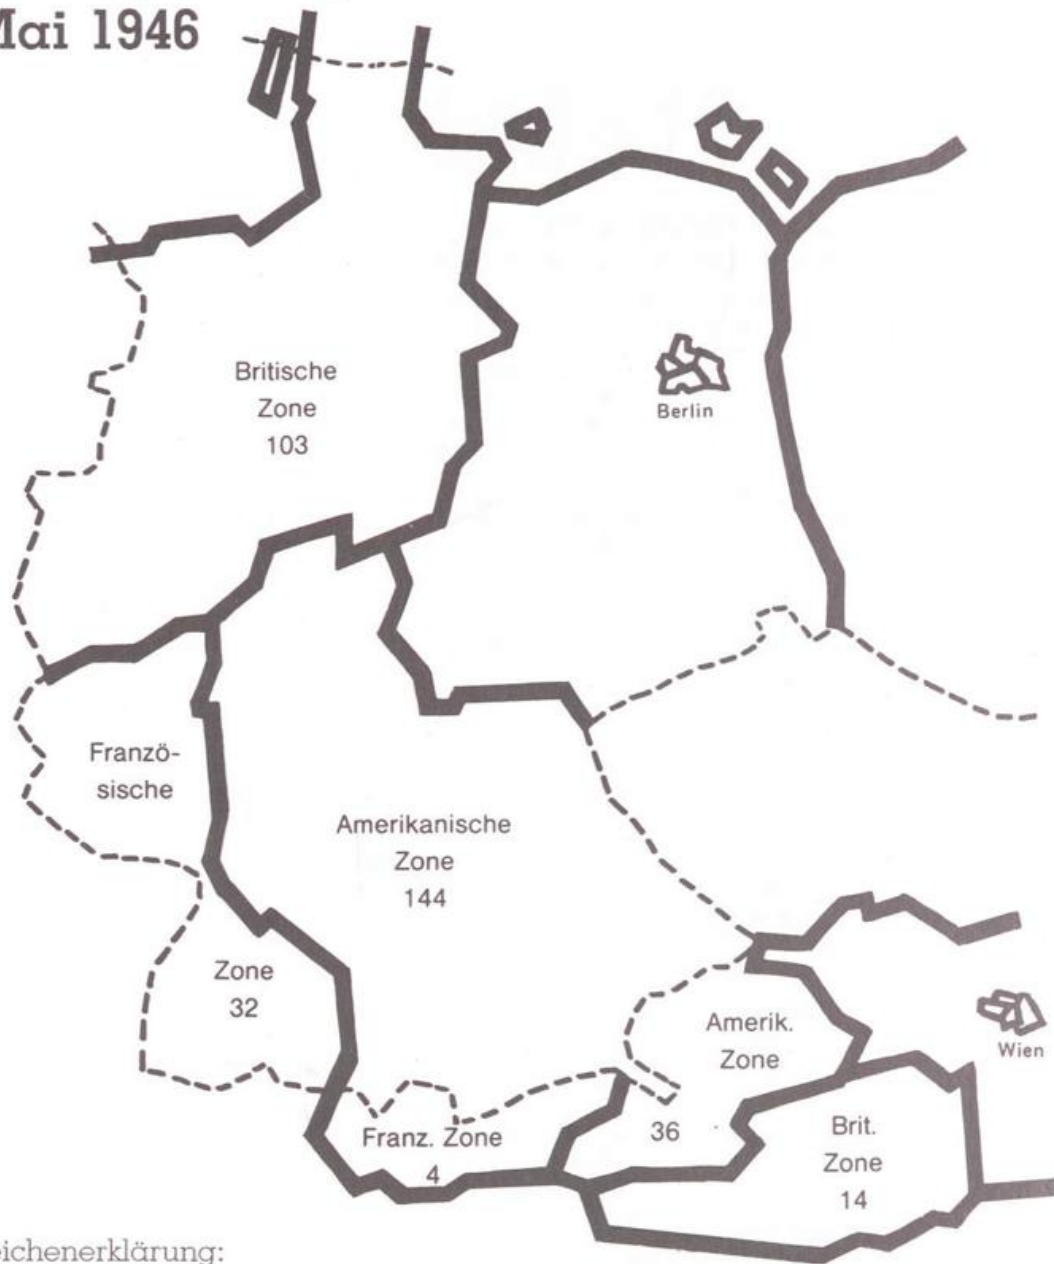 Mai 1946
Britische
Zone
103
Berlin
Franzö-
sische
Zone
32
Amerikanische
Zone
144
Amerik.
Zone
36
Wien
Franz. Zone
4
Brit.
Zone
14
eichenerklärung: